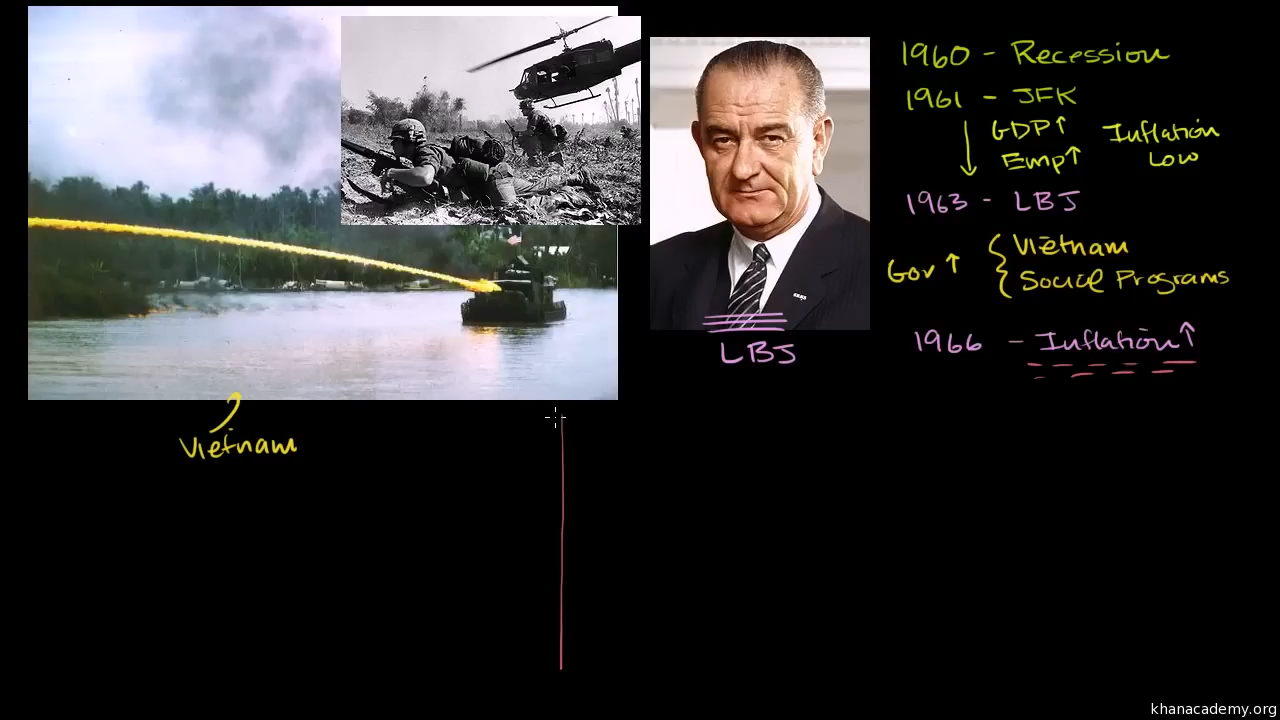 1960 - Recession
1961 - JFK
GDP↑
Emp↑
Inflation
Low
1963 - LBJ
Gov ↑ { Vietnam
Social Programs
1966 - Inflation↑
LBJ
Vietnam
khanacademy.org